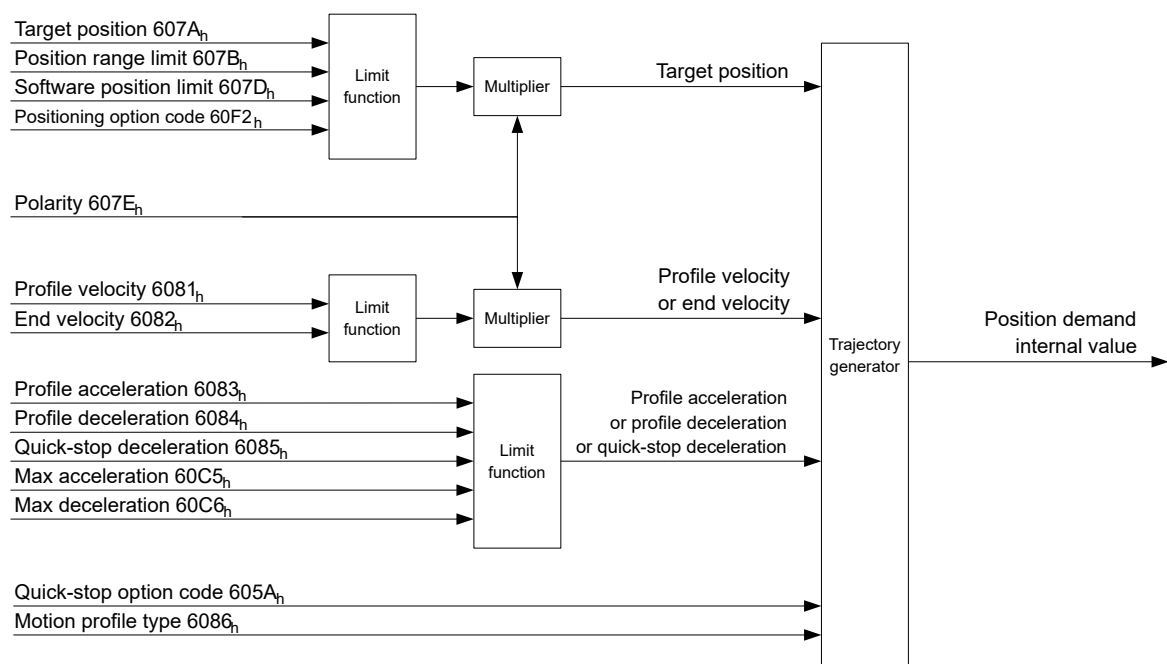 Target position 607Ah
Position range limit 607Bh
Software position limit 607Dh
Positioning option code 60F2h
Limit
function
Multiplier
Target position
Polarity 607Eh
Profile velocity 6081h
End velocity 6082h
Limit
function
Multiplier
Profile velocity
or end velocity
Trajectory
generator
Position demand
internal value
Profile acceleration 6083h
Profile deceleration 6084h
Quick-stop deceleration 6085h
Max acceleration 60C5h
Max deceleration 60C6h
Limit
function
Profile acceleration
or profile deceleration
or quick-stop deceleration
Quick-stop option code 605Ah
Motion profile type 6086h